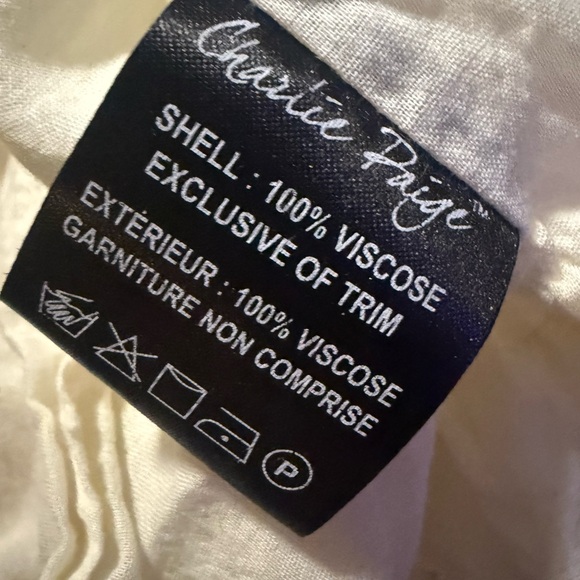 Charlie Paige™
SHELL : 100% VISCOSE
EXCLUSIVE OF TRIM
EXTÉRIEUR : 100% VISCOSE
GARNITURE NON COMPRISE
P